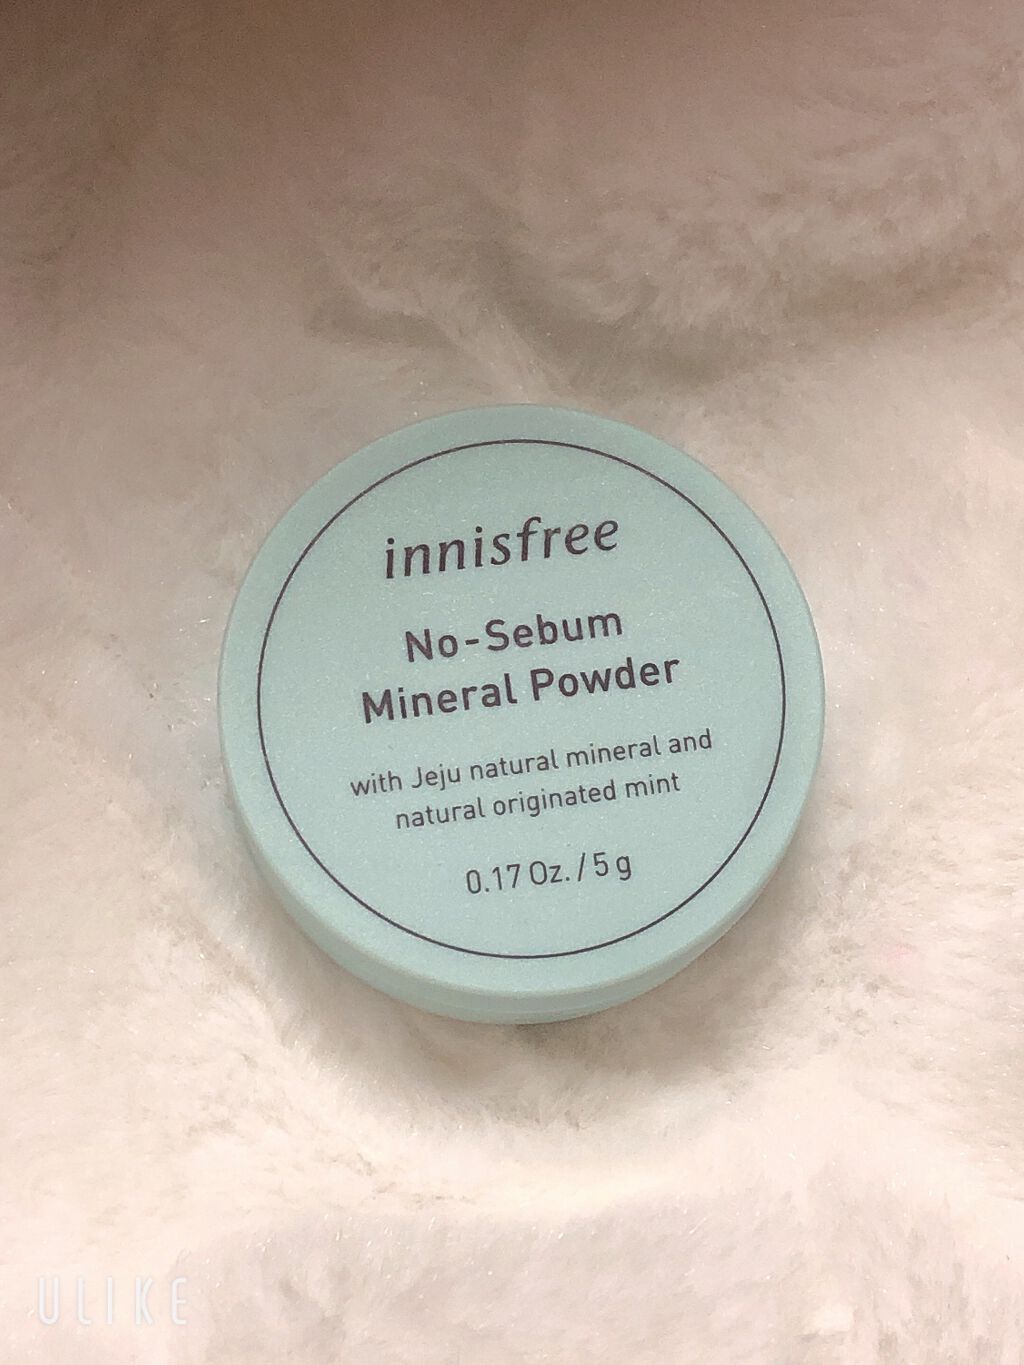 innisfree
No-Sebum
Mineral Powder
with Jeju natural mineral and
natural originated mint
0.17 Oz. / 5 g
ULIKE